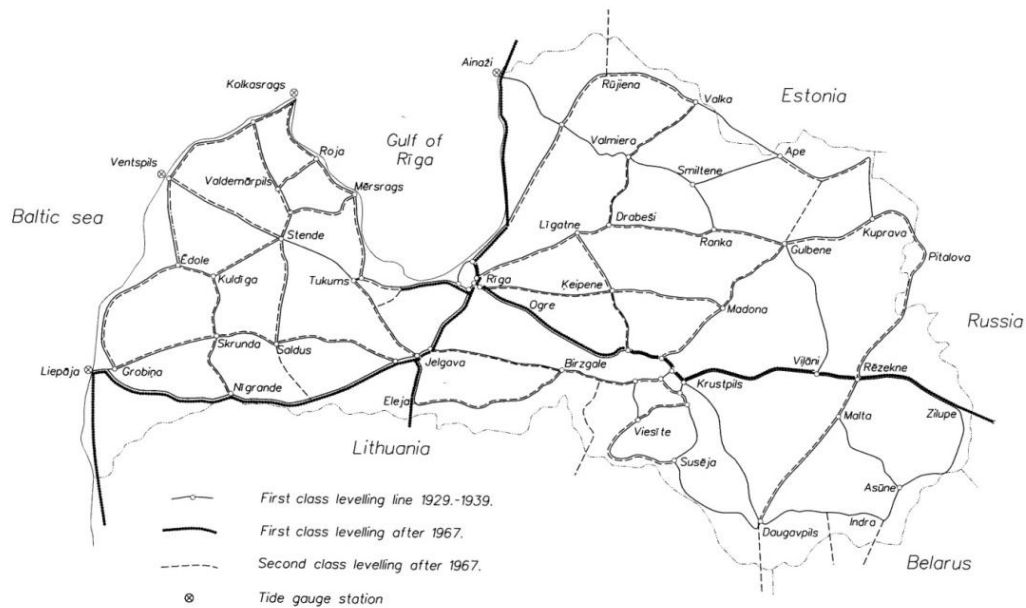 Ainaži
Rūjiena
Valka
Estonia
Kolkasrags
Gulf of
Rīga
Roja
Valmiera
Ape
Ventspils
Valdemārpils
Mērsrags
Smiltene
Baltic sea
Stende
Līgatne
Drabeši
Ranka
Gulbene
Kuprava
Pitalova
Ēdole
Kuldīga
Tukums
Rīga
Ķeipene
Ogre
Madona
Russia
Skrunda
Saldus
Liepāja
Grobiņa
Jelgava
Birzgale
Krustpils
Viļāni
Rēzekne
Nīgrande
Eleja
Viesīte
Malta
Zilupe
Lithuania
Susēja
Asūne
Daugavpils
Indra
Belarus
First class levelling line 1929.-1939.
First class levelling after 1967.
Second class levelling after 1967.
Tide gauge station